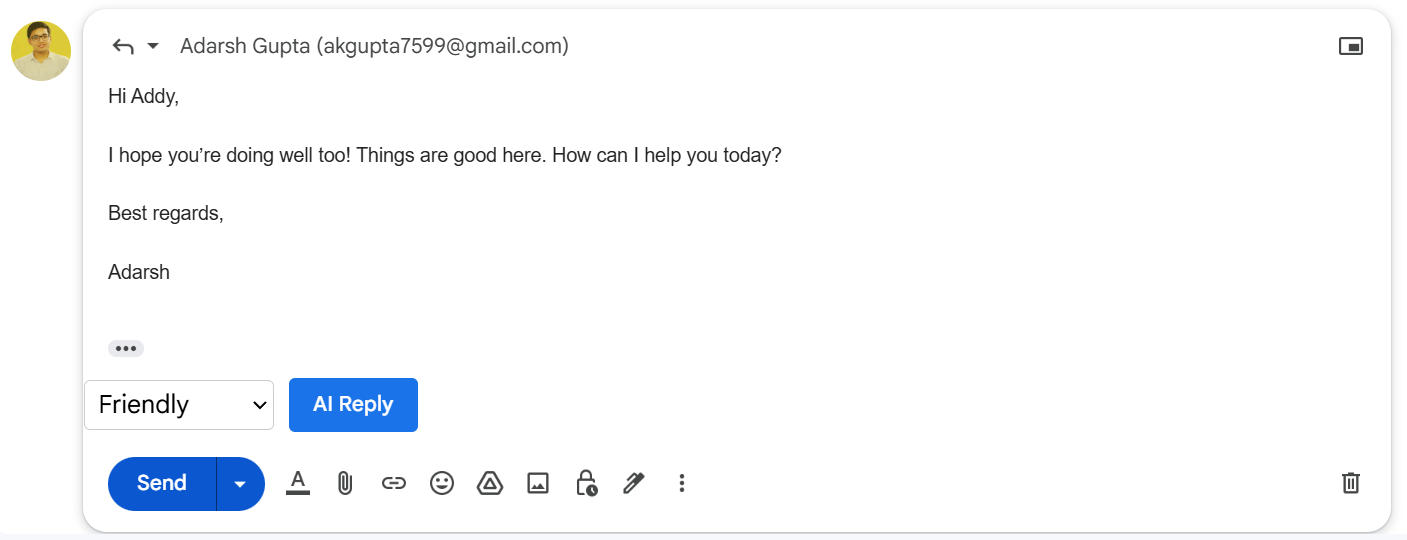 Adarsh Gupta (akgupta7599@gmail.com)
Hi Addy,
I hope you’re doing well too! Things are good here. How can I help you today?
Best regards,
Adarsh
Friendly
AI Reply
Send
A